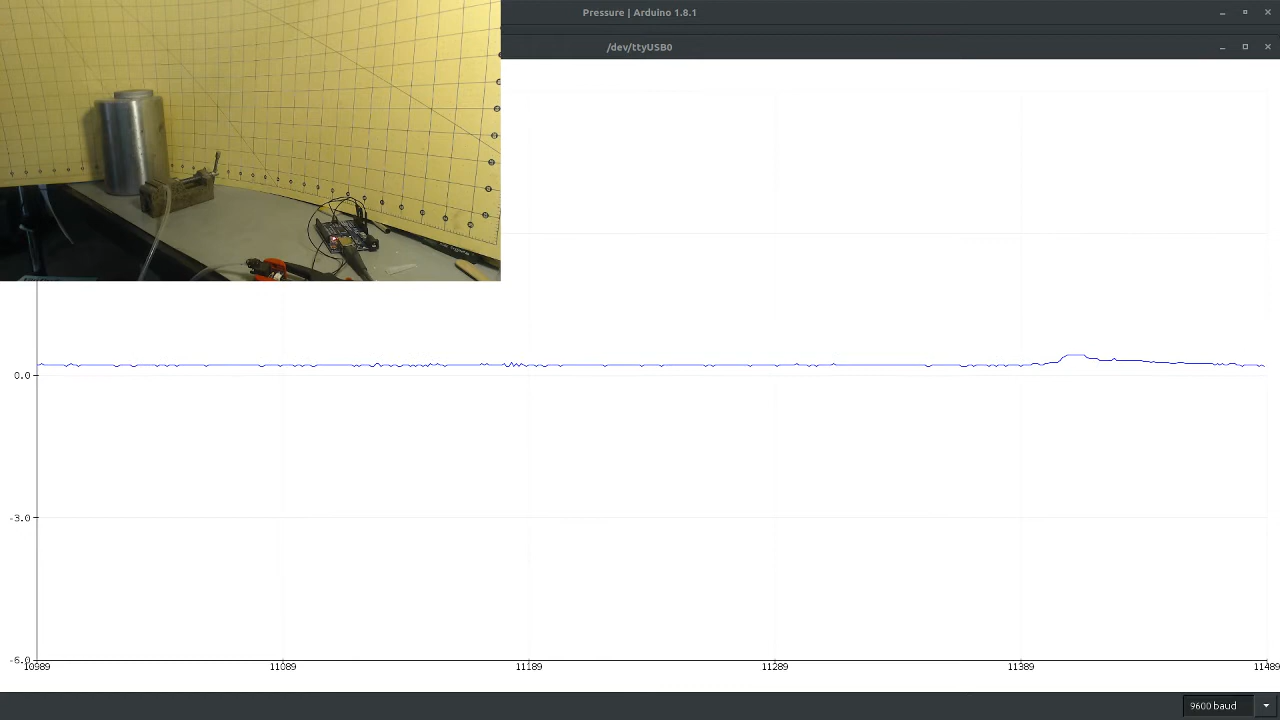 Pressure | Arduino 1.8.1
/dev/ttyUSB0
0.0
-3.0
-6.0
10989 11089 11189 11289 11389 11489
9600 baud